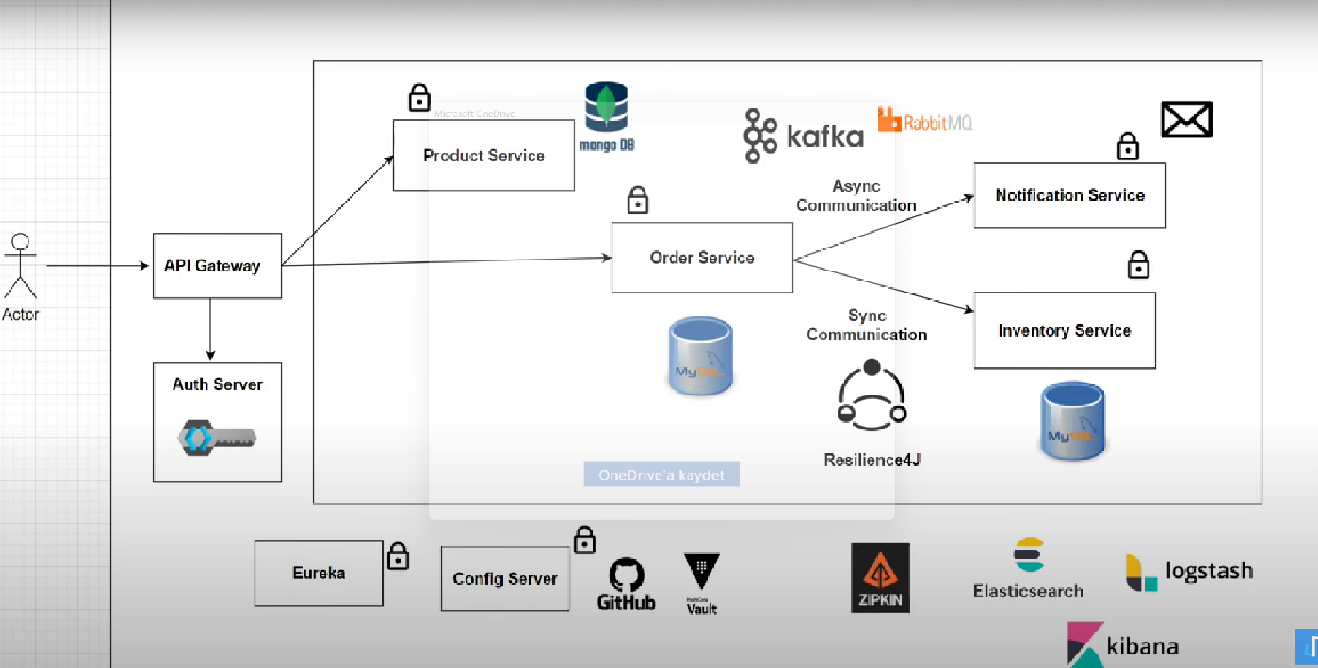 Microsoft OneDrive
Product Service
mongo DB
kafka
RabbitMQ
Async
Communication
Notification Service
Actor
API Gateway
Order Service
Sync
Communication
Inventory Service
Auth Server
MySQL
Resilience4J
MySQL
OneDrive'a kaydet
Eureka
Config Server
GitHub
Vault
ZIPKIN
Elasticsearch
logstash
kibana